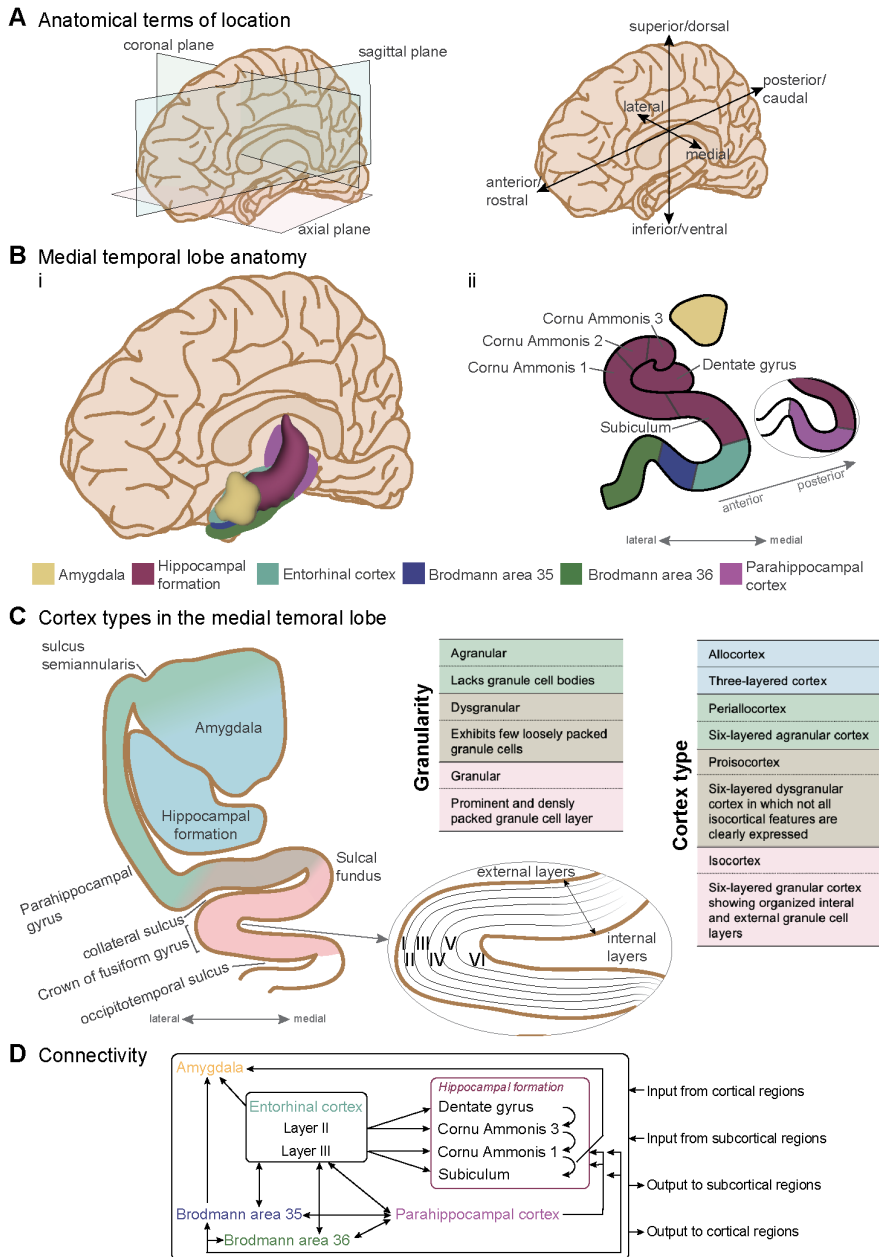 A Anatomical terms of location
coronal plane
sagittal plane
axial plane
superior/dorsal
posterior/
caudal
lateral
medial
anterior/
rostral
inferior/ventral
B Medial temporal lobe anatomy
i
ii
Cornu Ammonis 3
Cornu Ammonis 2
Cornu Ammonis 1
Dentate gyrus
Subiculum
anterior
posterior
lateral
medial
Amygdala
Hippocampal
formation
Entorhinal cortex
Brodmann area 35
Brodmann area 36
Parahippocampal
cortex
C Cortex types in the medial temoral lobe
sulcus
semiannularis
Amygdala
Hippocampal
formation
Parahippocampal
gyrus
Sulcal
fundus
collateral sulcus
Crown of fusiform gyrus
occipitotemporal sulcus
lateral
medial
Granularity
Agranular
Lacks granule cell bodies
Dysgranular
Exhibits few loosely packed
granule cells
Granular
Prominent and densly
packed granule cell layer
Cortex type
Allocortex
Three-layered cortex
Periallocortex
Six-layered agranular cortex
Proisocortex
Six-layered dysgranular
cortex in which not all
isocortical features are
clearly expressed
Isocortex
Six-layered granular cortex
showing organized interal
and external granule cell
layers
external layers
internal
layers
I III V
II IV VI
D Connectivity
Amygdala
Entorhinal cortex
Layer II
Layer III
Hippocampal formation
Dentate gyrus
Cornu Ammonis 3
Cornu Ammonis 1
Subiculum
Brodmann area 35
Parahippocampal cortex
Brodmann area 36
Input from cortical regions
Input from subcortical regions
Output to subcortical regions
Output to cortical regions